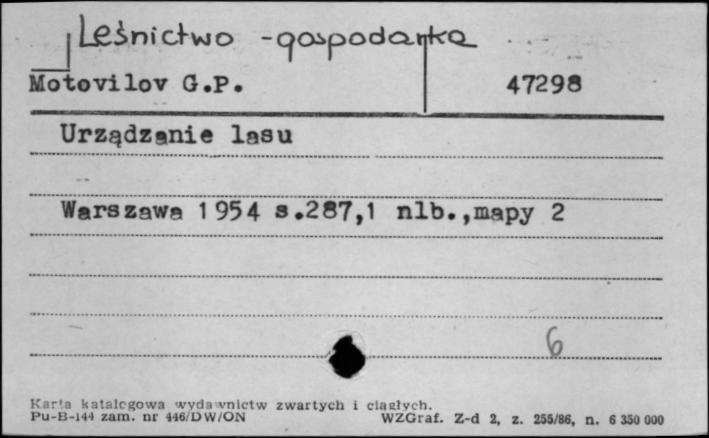 Leśnictwo - gospodarka
Motovilov G.P. 47298
Urządzanie lasu
Warszawa 1954 s.287,1 nlb.,mapy 2
6
Karta katalogowa wydawnictw zwartych i ciągłych.
Pu-B-144 zam. nr 446/DW/ON WZGraf. Z-d 2, z. 255/86, n. 6 350 000